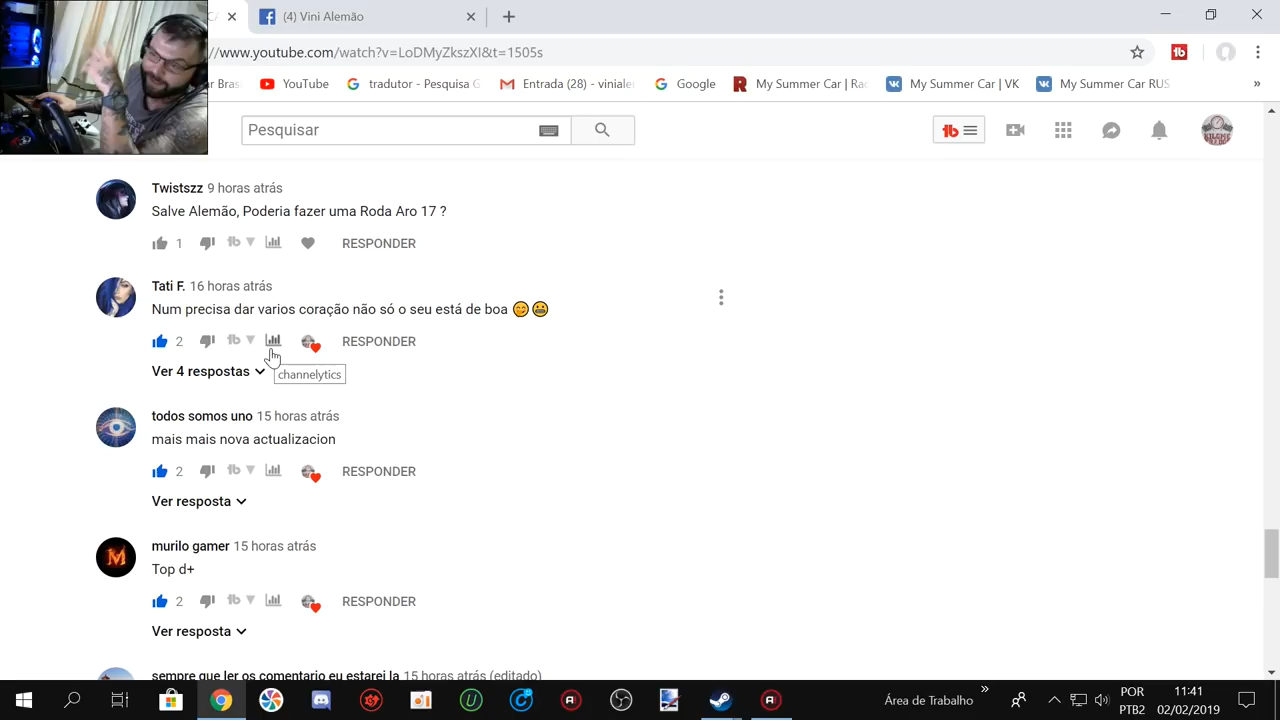 (4) Vini Alemão
//www.youtube.com/watch?v=LoDMyZkszXI&t=1505s
YouTube
tradutor - Pesquisa G
Entrada (28) -
Google
My Summer Car |
My Summer Car | VK
My Summer Car RUS
»
Pesquisar
Twistszz 9 horas atrás
Salve Alemão, Poderia fazer uma Roda Aro 17 ?
1
RESPONDER
Tati F. 16 horas atrás
Num precisa dar varios coração não só o seu está de boa 😋😬
2
RESPONDER
Ver 4 respostas
channelytics
todos somos uno 15 horas atrás
mais mais nova actualizacion
2
RESPONDER
Ver resposta
murilo gamer 15 horas atrás
Top d+
2
RESPONDER
Ver resposta
sempre que ler os comentario eu estarei la 15 horas atrás (editado)
Área de Trabalho
»
POR
PTB2
11:41
02/02/2019